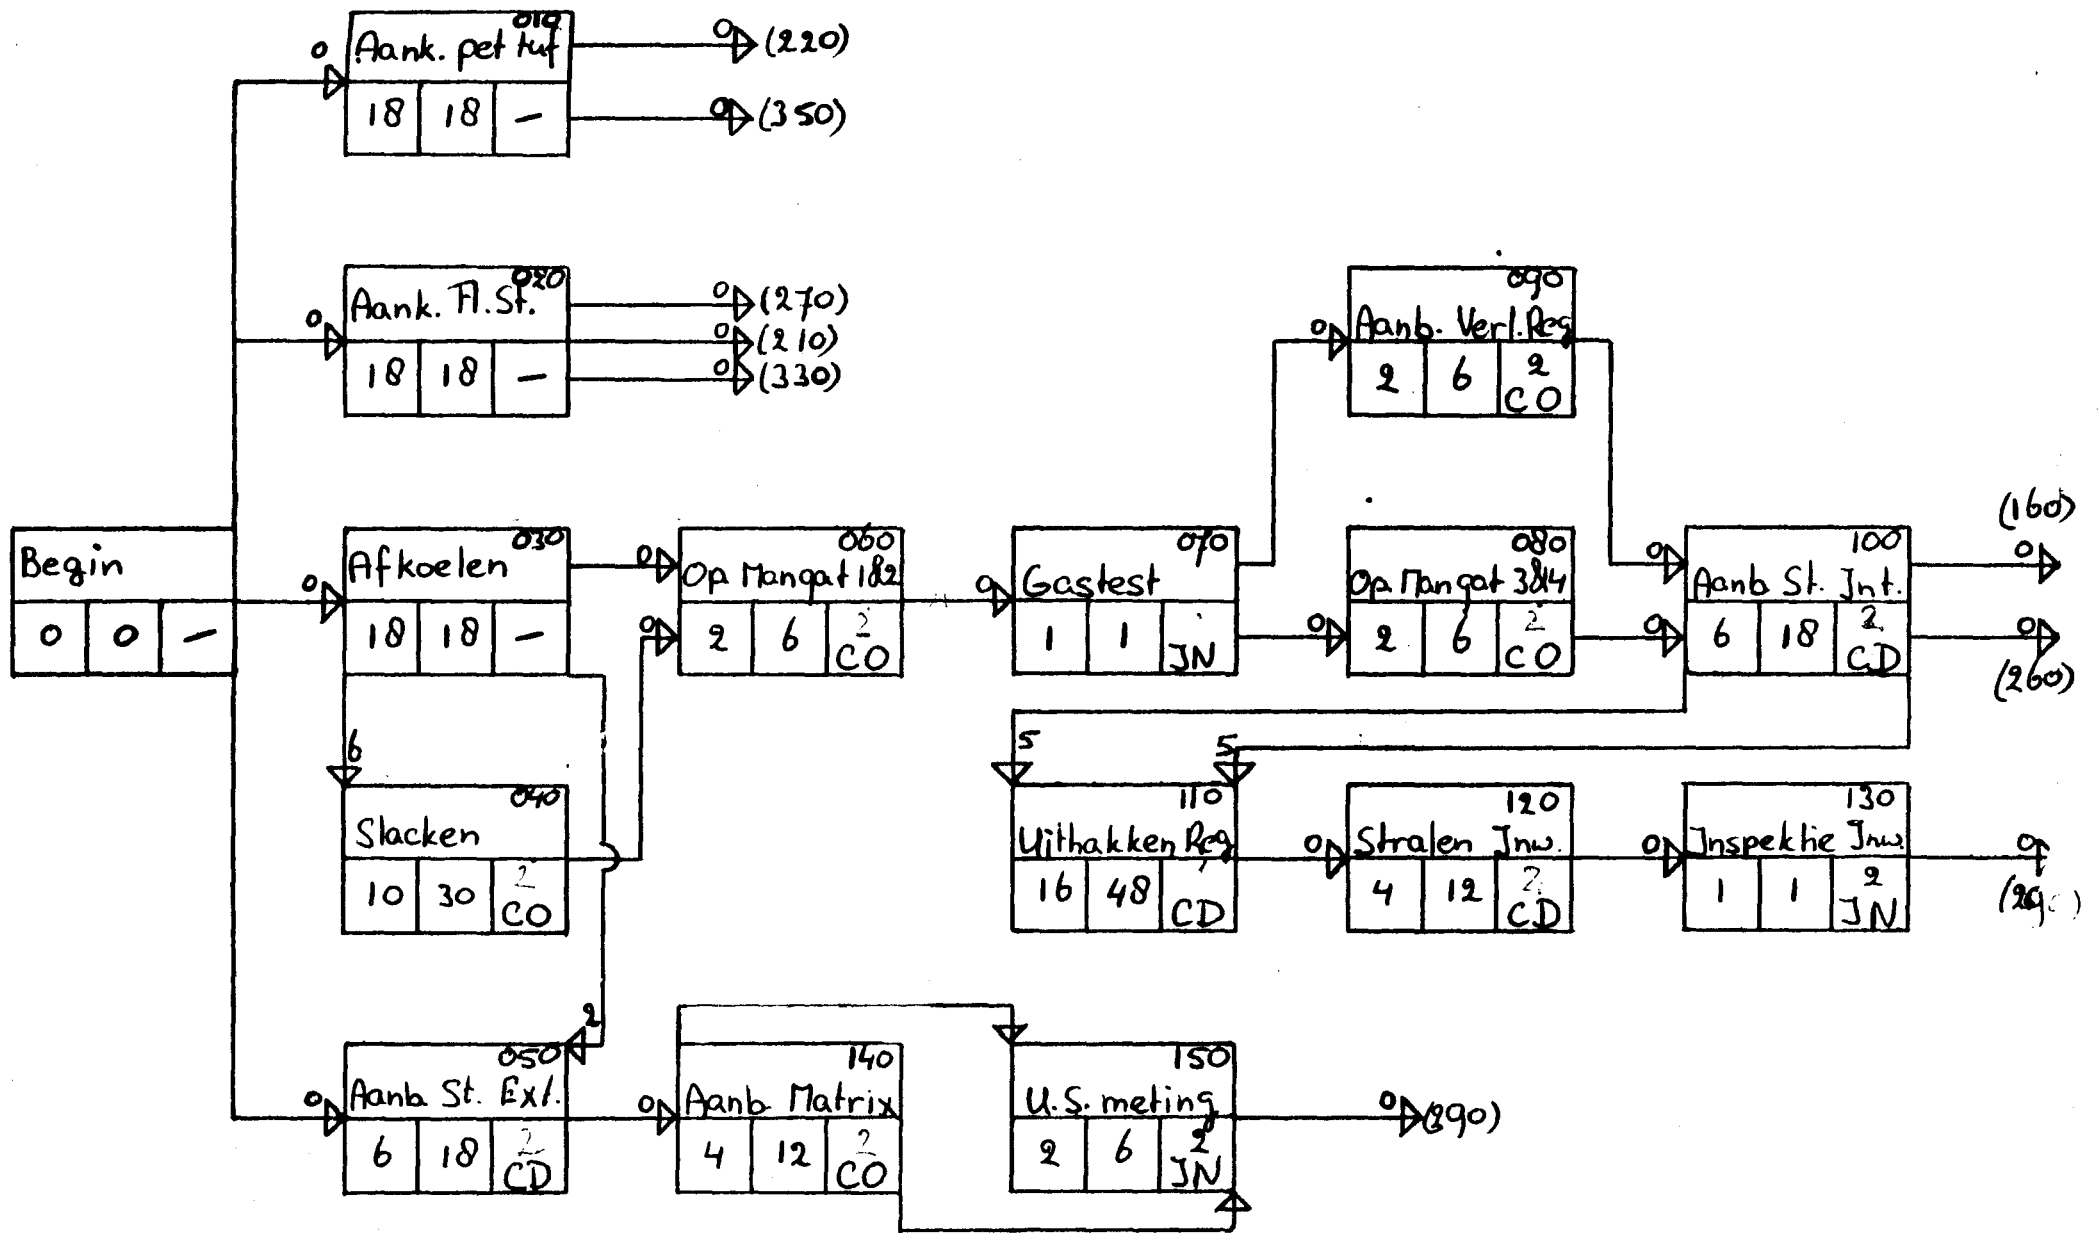 010
Aank. pet tuf
18 18 –
0
0 (220)
0 (350)
020
Aank. Fl. St.
18 18 –
0
0 (270)
0 (210)
0 (330)
090
Aanb. Verl. Reg
2 6 2
CO
0
Begin
0 0 –
030
Afkoelen
18 18 –
0
0
0
060
Op Mangat 1&2
2 6 2
CO
0
070
Gastest
1 1
JN
0
080
Op Mangat 3&4
2 6 2
CO
0
0
100
Aanb St. Jnt.
6 18 2
CD
(160)
0
0
(260)
6
5
5
040
Slacken
10 30 2
CO
110
Uithakken Reg
16 48
CD
0
120
Stralen Jnw.
4 12 2
CD
0
130
Jnspektie Jnw.
1 1 2
JN
0
2
050
Aanb St. Ext.
6 18 2
CD
0
0
140
Aanb Matrix
4 12 2
CO
150
U.S. meting
2 6 2
JN
0 (390)